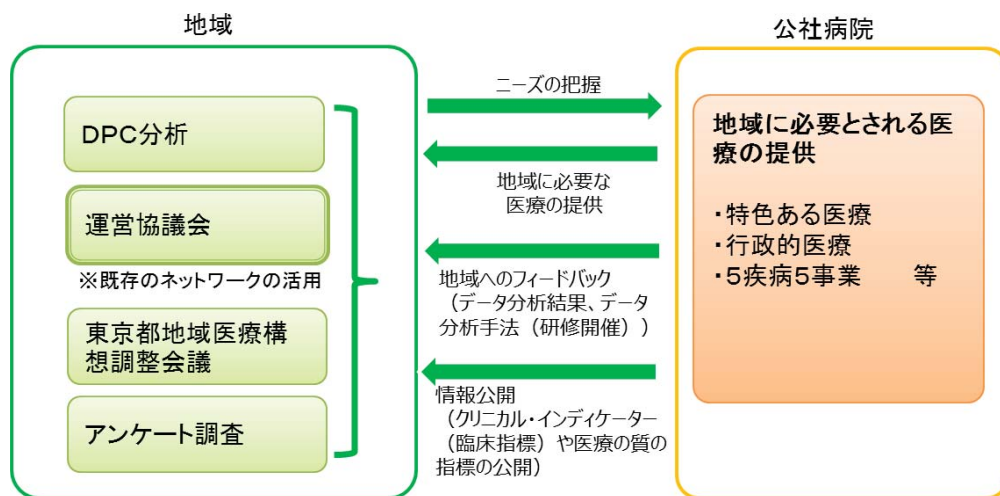 地域
DPC分析
運営協議会
※既存のネットワークの活用
東京都地域医療構
想調整会議
アンケート調査
ニーズの把握
地域に必要な
医療の提供
地域へのフィードバック
（データ分析結果、データ
分析手法（研修開催））
情報公開
（クリニカル・インディケーター
（臨床指標）や医療の質の
指標の公開）
公社病院
地域に必要とされる医
療の提供
・特色ある医療
・行政的医療
・5疾病5事業　　等